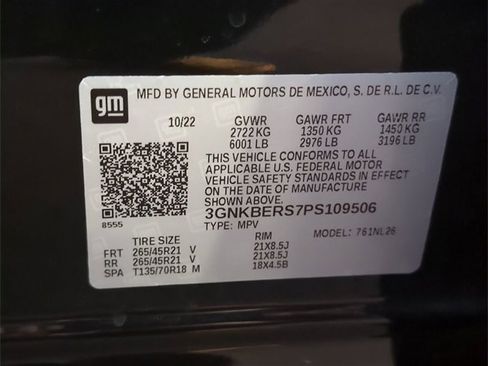 gm
MFD BY GENERAL MOTORS DE MEXICO, S. DE R.L. DE C.V.
10/22 GVWR GAWR FRT GAWR RR
2722 KG 1350 KG 1450 KG
6001 LB 2976 LB 3196 LB
THIS VEHICLE CONFORMS TO ALL
APPLICABLE U.S. FEDERAL MOTOR
VEHICLE SAFETY STANDARDS IN EFFECT
ON THE DATE OF MANUFACTURE
SHOWN ABOVE.
3GNKBERS7PS109506
8555 TYPE: MPV MODEL: 761NL26
TIRE SIZE RIM
FRT 265/45R21 V 21X8.5J
RR 265/45R21 V 21X8.5J
SPA T135/70R18 M 18X4.5B